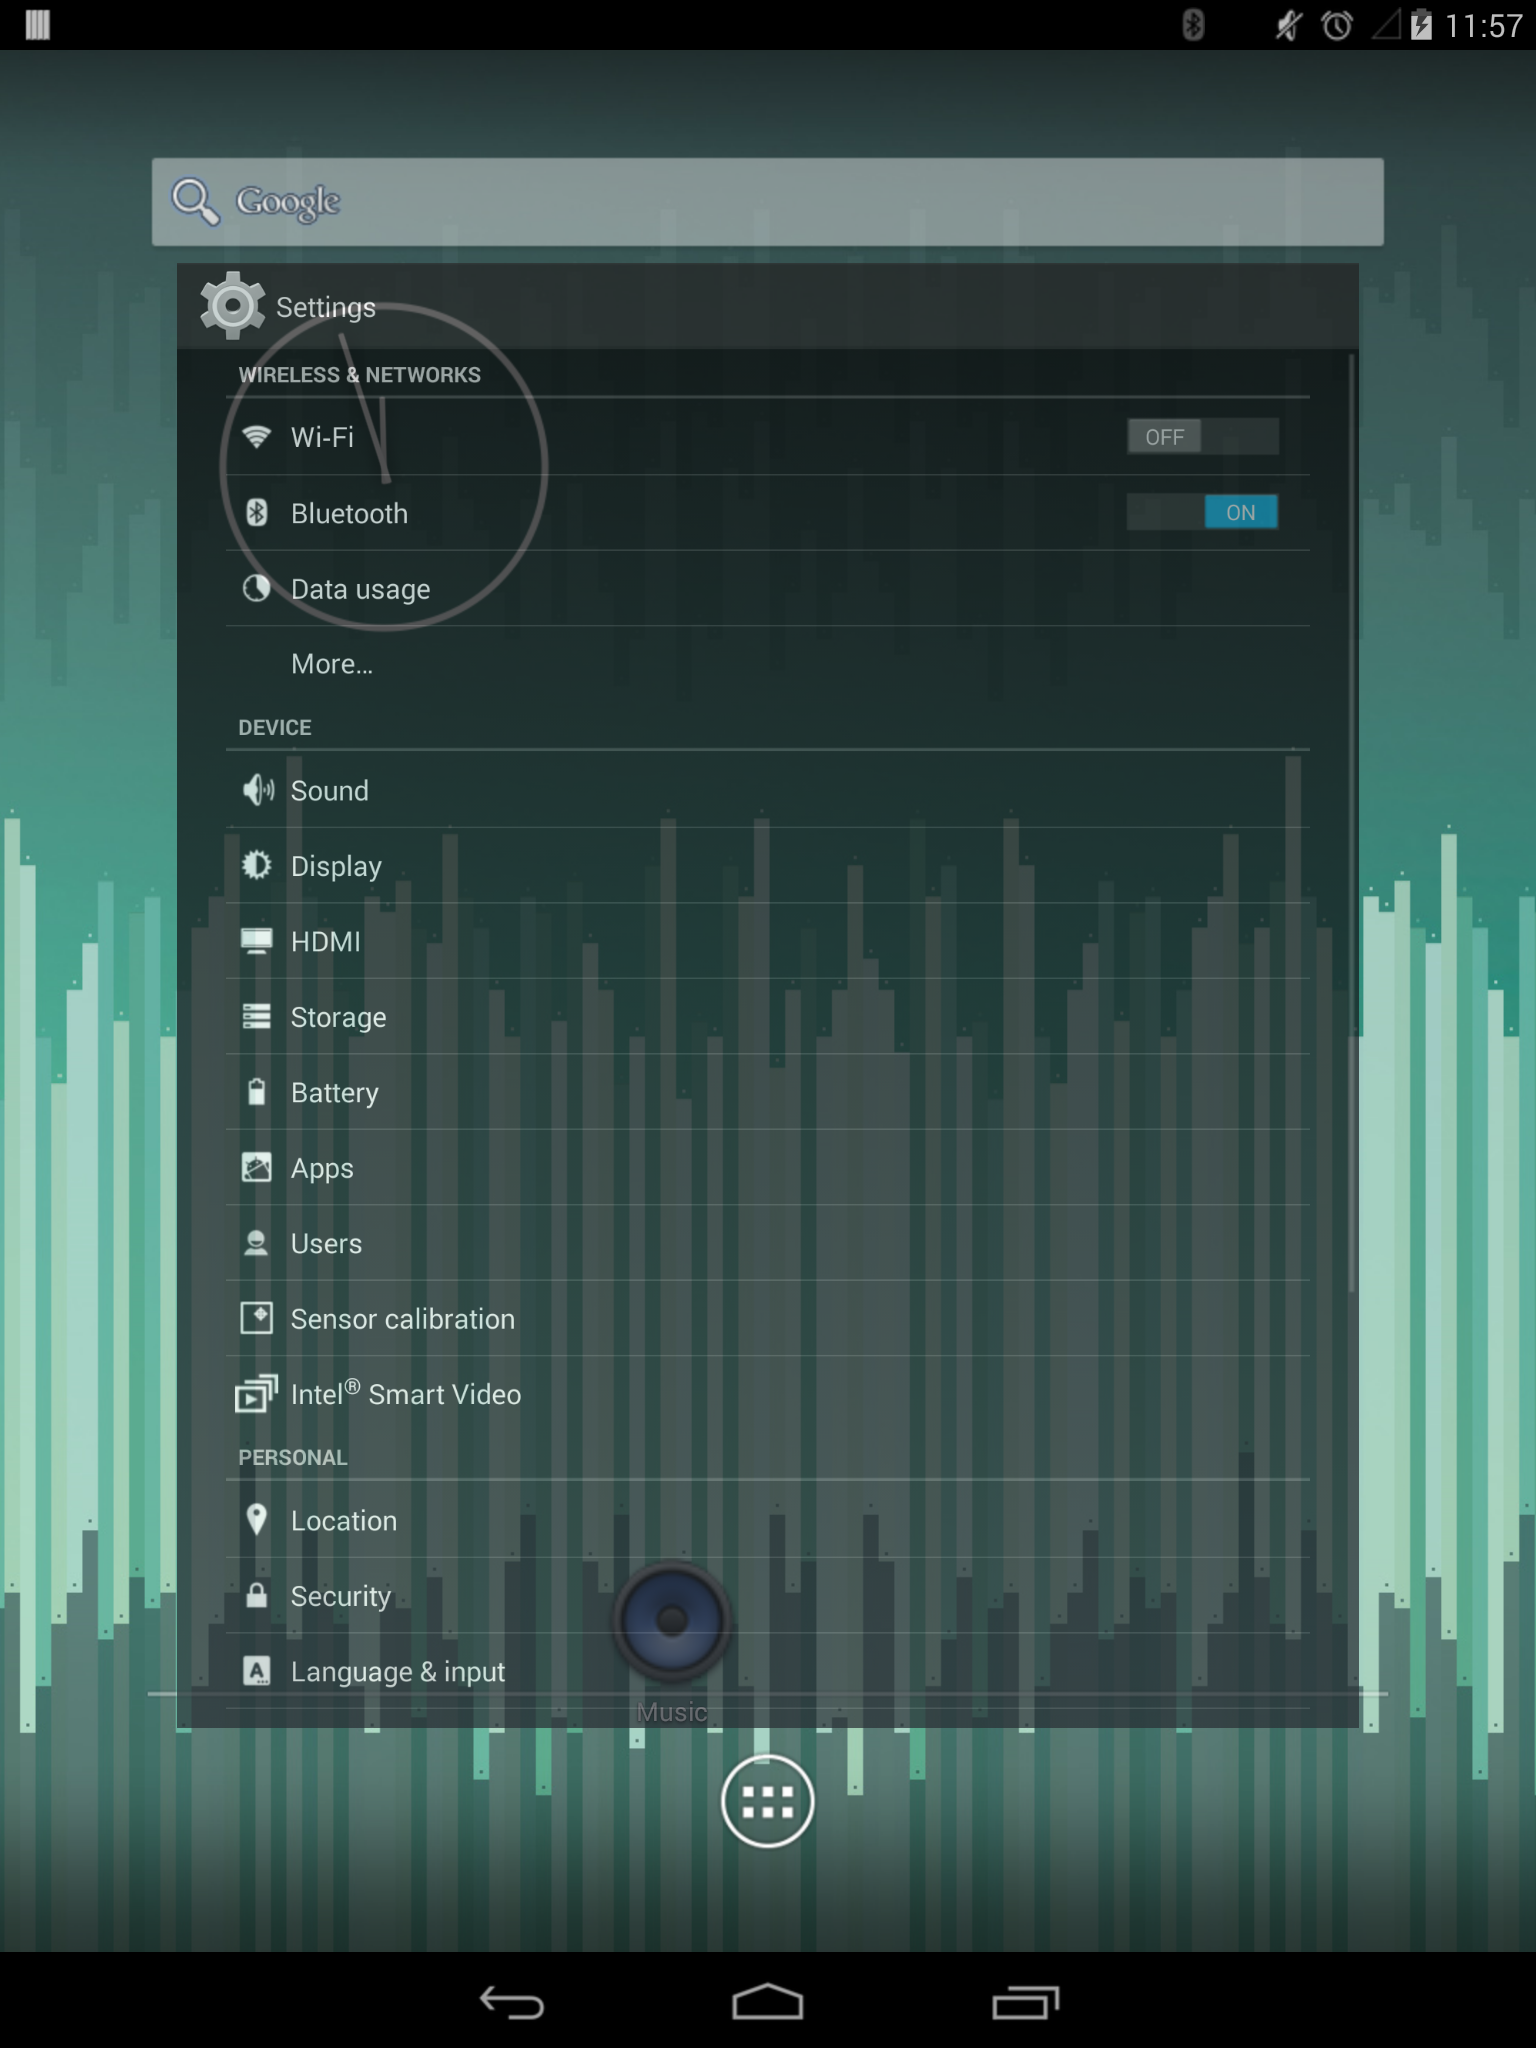 11:57
Google
Settings
WIRELESS & NETWORKS
Wi-Fi
OFF
Bluetooth
ON
Data usage
More...
DEVICE
Sound
Display
HDMI
Storage
Battery
Apps
Users
Sensor calibration
Intel® Smart Video
PERSONAL
Location
Security
Language & input
Music